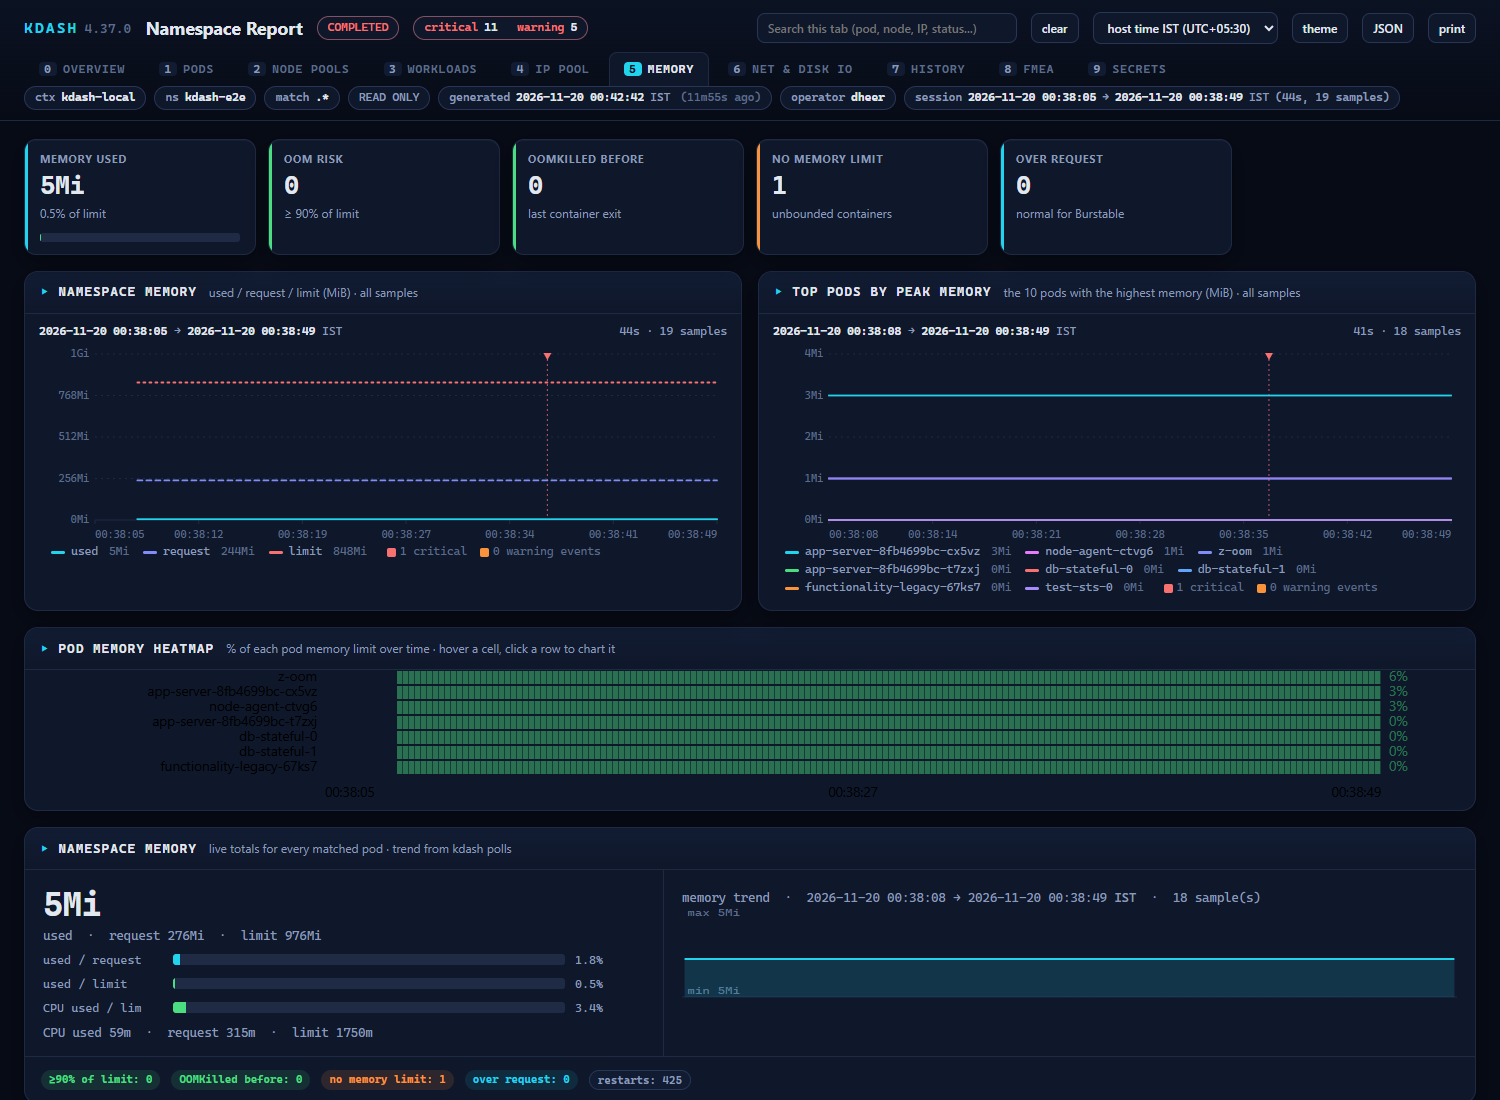 KDASH 4.37.0 Namespace Report COMPLETED critical 11 warning 5 Search this tab (pod, node, IP, status...) clear host time IST (UTC+05:30) theme JSON print
0 OVERVIEW 1 PODS 2 NODE POOLS 3 WORKLOADS 4 IP POOL 5 MEMORY 6 NET & DISK IO 7 HISTORY 8 FMEA 9 SECRETS
ctx kdash-local ns kdash-e2e match .* READ ONLY generated 2026-11-20 00:42:42 IST (11m55s ago) operator dheer session 2026-11-20 00:38:05 → 2026-11-20 00:38:49 IST (44s, 19 samples)
MEMORY USED
5Mi
0.5% of limit
OOM RISK
0
≥ 90% of limit
OOMKILLED BEFORE
0
last container exit
NO MEMORY LIMIT
1
unbounded containers
OVER REQUEST
0
normal for Burstable
▸ NAMESPACE MEMORY used / request / limit (MiB) · all samples
2026-11-20 00:38:05 → 2026-11-20 00:38:49 IST 44s · 19 samples
1Gi
768Mi
512Mi
256Mi
0Mi
00:38:05 00:38:12 00:38:19 00:38:27 00:38:34 00:38:41 00:38:49
used 5Mi request 244Mi limit 848Mi 1 critical 0 warning events
▸ TOP PODS BY PEAK MEMORY the 10 pods with the highest memory (MiB) · all samples
2026-11-20 00:38:08 → 2026-11-20 00:38:49 IST 41s · 18 samples
4Mi
3Mi
2Mi
1Mi
0Mi
00:38:08 00:38:14 00:38:21 00:38:28 00:38:35 00:38:42 00:38:49
app-server-8fb4699bc-cx5vz 3Mi node-agent-ctvg6 1Mi z-oom 1Mi
app-server-8fb4699bc-t7zxj 0Mi db-stateful-0 0Mi db-stateful-1 0Mi
functionality-legacy-67ks7 0Mi test-sts-0 0Mi 1 critical 0 warning events
▸ POD MEMORY HEATMAP % of each pod memory limit over time · hover a cell, click a row to chart it
z-oom 6%
app-server-8fb4699bc-cx5vz 3%
node-agent-ctvg6 3%
app-server-8fb4699bc-t7zxj 0%
db-stateful-0 0%
db-stateful-1 0%
functionality-legacy-67ks7 0%
00:38:05 00:38:27 00:38:49
▸ NAMESPACE MEMORY live totals for every matched pod · trend from kdash polls
5Mi
used · request 276Mi · limit 976Mi
used / request 1.8%
used / limit 0.5%
CPU used / lim 3.4%
CPU used 59m · request 315m · limit 1750m
memory trend · 2026-11-20 00:38:08 → 2026-11-20 00:38:49 IST · 18 sample(s)
max 5Mi
min 5Mi
≥90% of limit: 0 OOMKilled before: 0 no memory limit: 1 over request: 0 restarts: 425